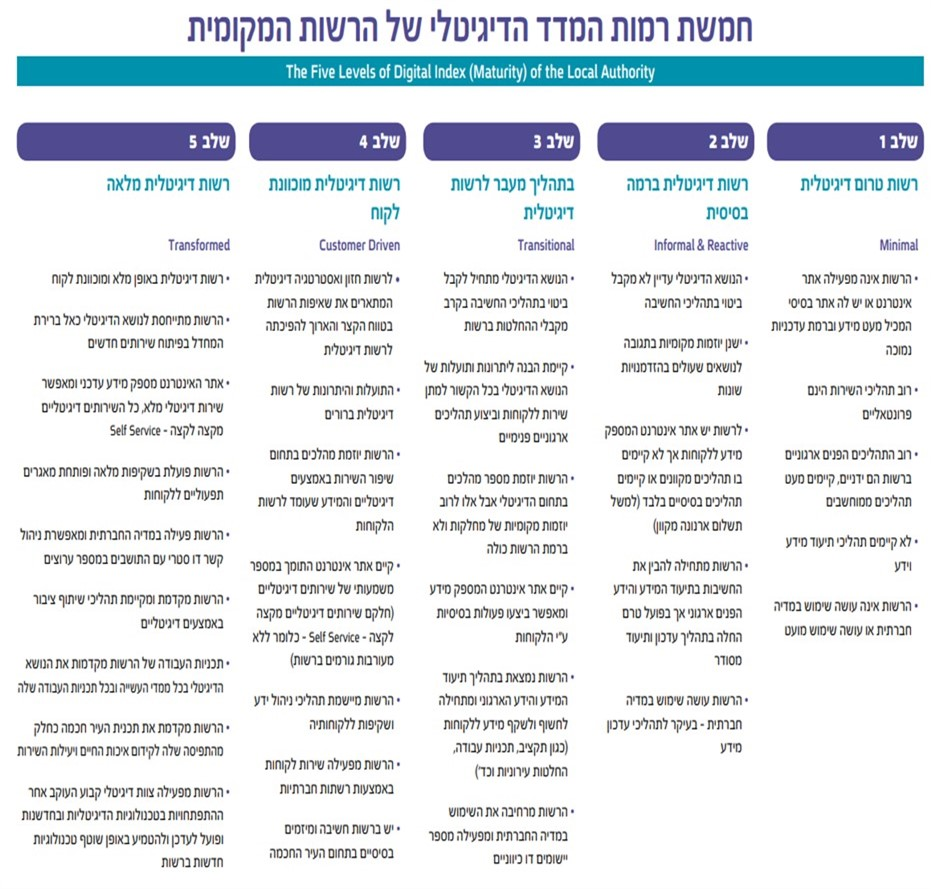 חמשת רמות המדד הדיגיטלי של הרשות המקומית
The Five Levels of Digital Index (Maturity) of the Local Authority
שלב 1
רשות טרום דיגיטלית
Minimal
• הרשות אינה מפעילה אתר
אינטרנט או יש לה אתר בסיסי
המכיל מעט מידע וברמת עדכניות
נמוכה
• רוב תהליכי השירות הינם
פרונטאליים
• רוב התהליכים הפנים ארגוניים
ברשות הם ידניים, קיימים מעט
תהליכים ממוחשבים
• לא קיימים תהליכי תיעוד מידע
וידע
• הרשות אינה עושה שימוש במדיה
חברתית או עושה שימוש מועט
שלב 2
רשות דיגיטלית ברמה
בסיסית
Informal & Reactive
• הנושא הדיגיטלי עדיין לא מקבל
ביטוי בתהליכי החשיבה
• ישנן יוזמות מקומיות בתגובה
לנושאים שעולים בהזדמנויות
שונות
• לרשות יש אתר אינטרנט המספק
מידע ללקוחות אך לא קיימים
בו תהליכים מקוונים או קיימים
תהליכים בסיסיים בלבד (למשל
תשלום ארנונה מקוון)
• הרשות מתחילה להבין את
החשיבות בתיעוד המידע והידע
הפנים ארגוני אך בפועל טרם
החלה בתהליך עדכון ותיעוד
מסודר
• הרשות עושה שימוש במדיה
חברתית - בעיקר לתהליכי עדכון
מידע
שלב 3
בתהליך מעבר לרשות
דיגיטלית
Transitional
• הנושא הדיגיטלי מתחיל לקבל
ביטוי בתהליכי החשיבה בקרב
מקבלי ההחלטות ברשות
• קיימת הבנה ליתרונות ותועלות של
הנושא הדיגיטלי בכל הקשור למתן
שירות ללקוחות וביצוע תהליכים
ארגוניים פנימיים
• הרשות יוזמת מספר מהלכים
בתחום הדיגיטלי אבל אלו לרוב
יוזמות מקומיות של מחלקות ולא
ברמת הרשות כולה
• קיים אתר אינטרנט המספק מידע
ומאפשר ביצוע פעולות בסיסיות
ע"י הלקוחות
• הרשות נמצאת בתהליך תיעוד
המידע והידע הארגוני ומתחילה
לחשוף ולשקף מידע ללקוחות
(כגון תקציב, תכניות עבודה,
החלטות עירוניות וכד')
• הרשות מרחיבה את השימוש
במדיה החברתית ומפעילה מספר
יישומים דו כיווניים
שלב 4
רשות דיגיטלית מוכוונת
לקוח
Customer Driven
• לרשות חזון ואסטרטגיה דיגיטלית
המתארים את שאיפות הרשות
בטווח הקצר והארוך להפיכתה
לרשות דיגיטלית
• התועלות והיתרונות של רשות
דיגיטלית ברורים
• הרשות יוזמת מהלכים בתחום
שיפור השירות באמצעים
דיגיטליים והמידע שעומד לרשות
הלקוחות
• קיים אתר אינטרנט התומך במספר
משמעותי של שירותים דיגיטליים
(חלקם שירותים דיגיטליים מקצה
לקצה - Self Service - כלומר ללא
מעורבות גורמים ברשות)
• הרשות מיישמת תהליכי ניהול ידע
ושקיפות ללקוחותיה
• הרשות מפעילה שירות לקוחות
באמצעות רשתות חברתיות
• יש ברשות חשיבה ומיזמים
בסיסיים בתחום העיר החכמה
שלב 5
רשות דיגיטלית מלאה
Transformed
• רשות דיגיטלית באופן מלא ומוכוונת לקוח
• הרשות מתייחסת לנושא הדיגיטלי כאל ברירת
המחדל בפיתוח שירותים חדשים
• אתר האינטרנט מספק מידע עדכני ומאפשר
שירות דיגיטלי מלא, כל השירותים דיגיטליים
מקצה לקצה - Self Service
• הרשות פועלת בשקיפות מלאה ופותחת מאגרים
תפעוליים ללקוחות
• הרשות פעילה במדיה החברתית ומאפשרת ניהול
קשר דו סטרי עם התושבים במספר ערוצים
• הרשות מקדמת ומקיימת תהליכי שיתוף ציבור
באמצעים דיגיטליים
• תכניות העבודה של הרשות מקדמות את הנושא
הדיגיטלי בכל ממדי העשייה ובכל תכניות העבודה שלה
• הרשות מקדמת את תכנית העיר חכמה כחלק
מהתפיסה שלה לקידום איכות החיים ויעילות השירות
• הרשות מפעילה צוות דיגיטלי קבוע העוקב אחר
ההתפתחויות בטכנולוגיות הדיגיטליות ובחדשנות
ופועל לעדכן ולהטמיע באופן שוטף טכנולוגיות
חדשות ברשות